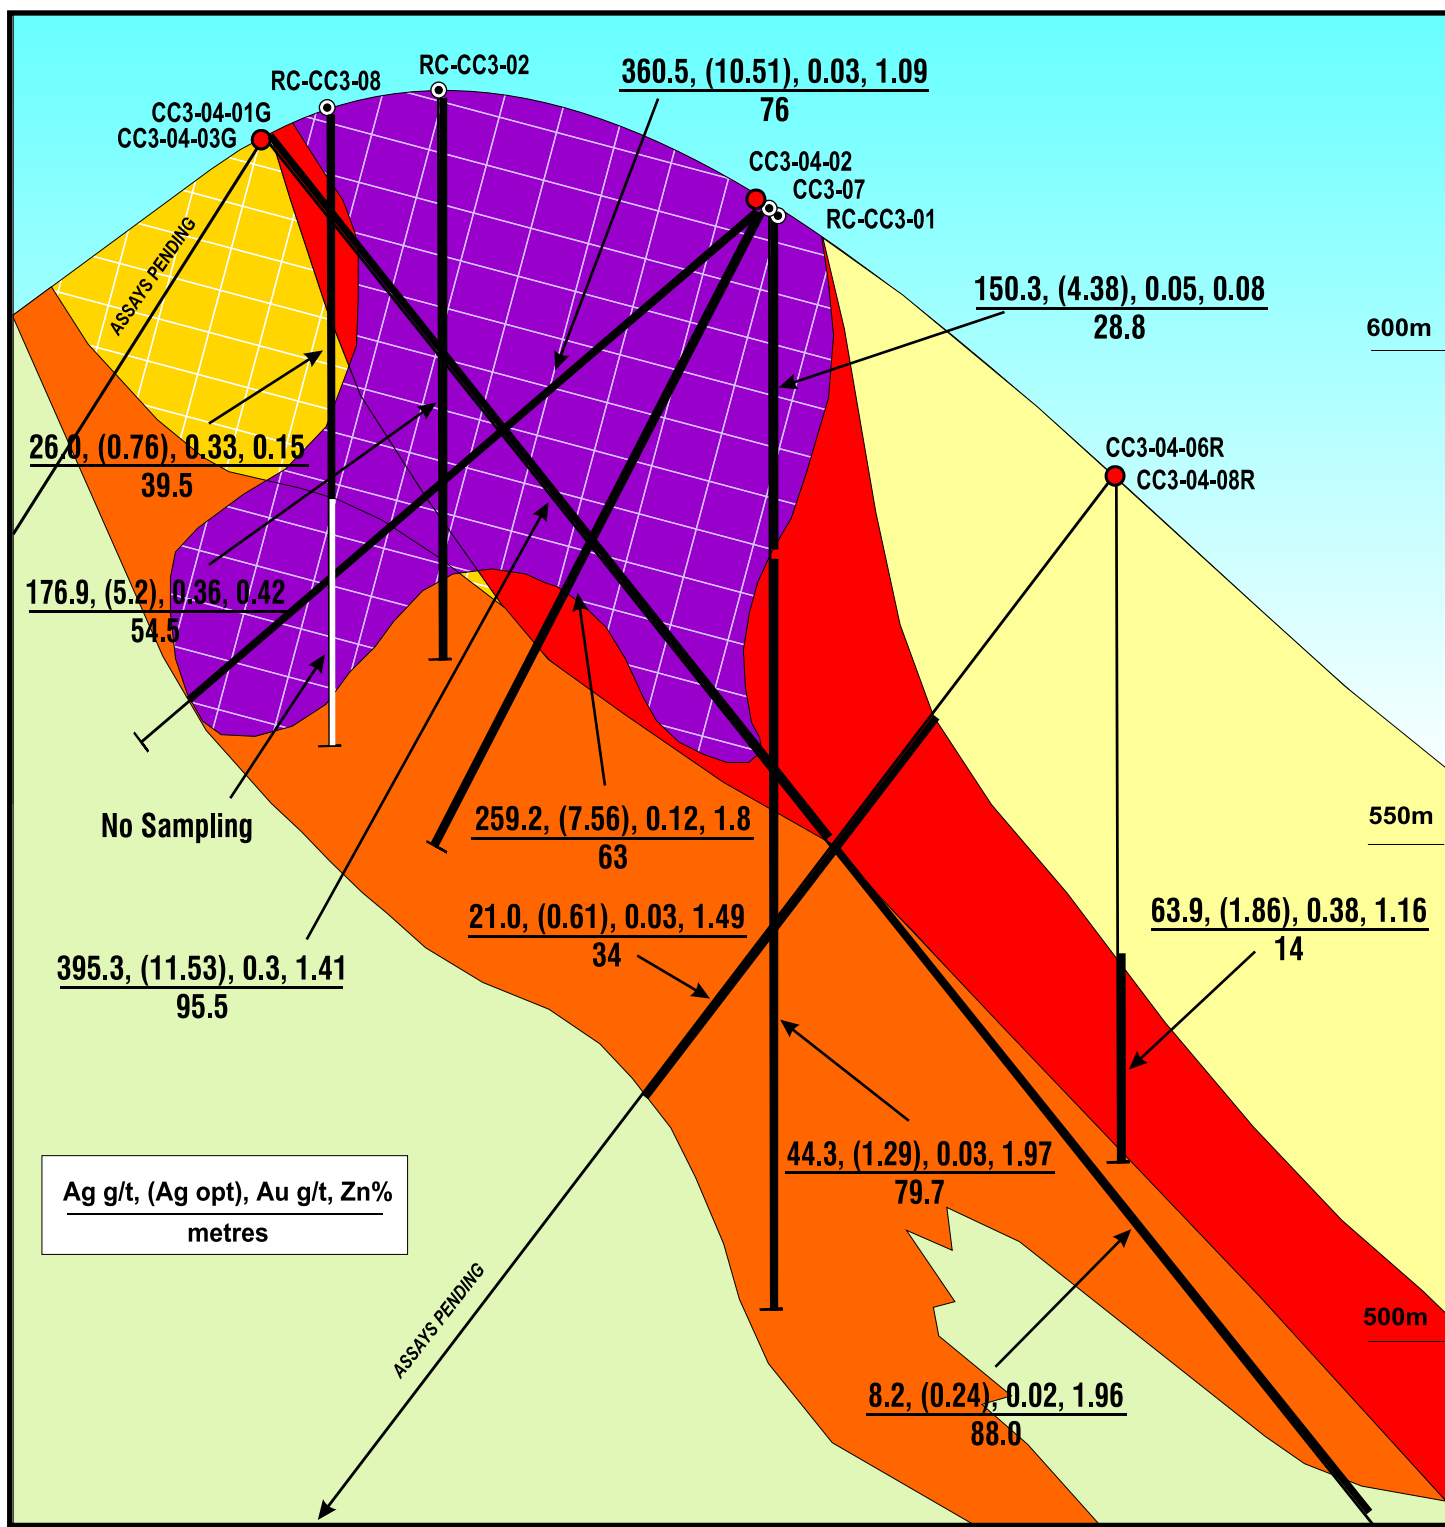 RC-CC3-02
RC-CC3-08
360.5, (10.51), 0.03, 1.09
76
CC3-04-01G
CC3-04-03G
CC3-04-02
CC3-07
RC-CC3-01
ASSAYS PENDING
150.3, (4.38), 0.05, 0.08
28.8
600m
26.0, (0.76), 0.33, 0.15
39.5
CC3-04-06R
CC3-04-08R
176.9, (5.2), 0.36, 0.42
54.5
No Sampling
259.2, (7.56), 0.12, 1.8
63
550m
21.0, (0.61), 0.03, 1.49
34
63.9, (1.86), 0.38, 1.16
14
395.3, (11.53), 0.3, 1.41
95.5
44.3, (1.29), 0.03, 1.97
79.7
Ag g/t, (Ag opt), Au g/t, Zn%
metres
ASSAYS PENDING
500m
8.2, (0.24), 0.02, 1.96
88.0